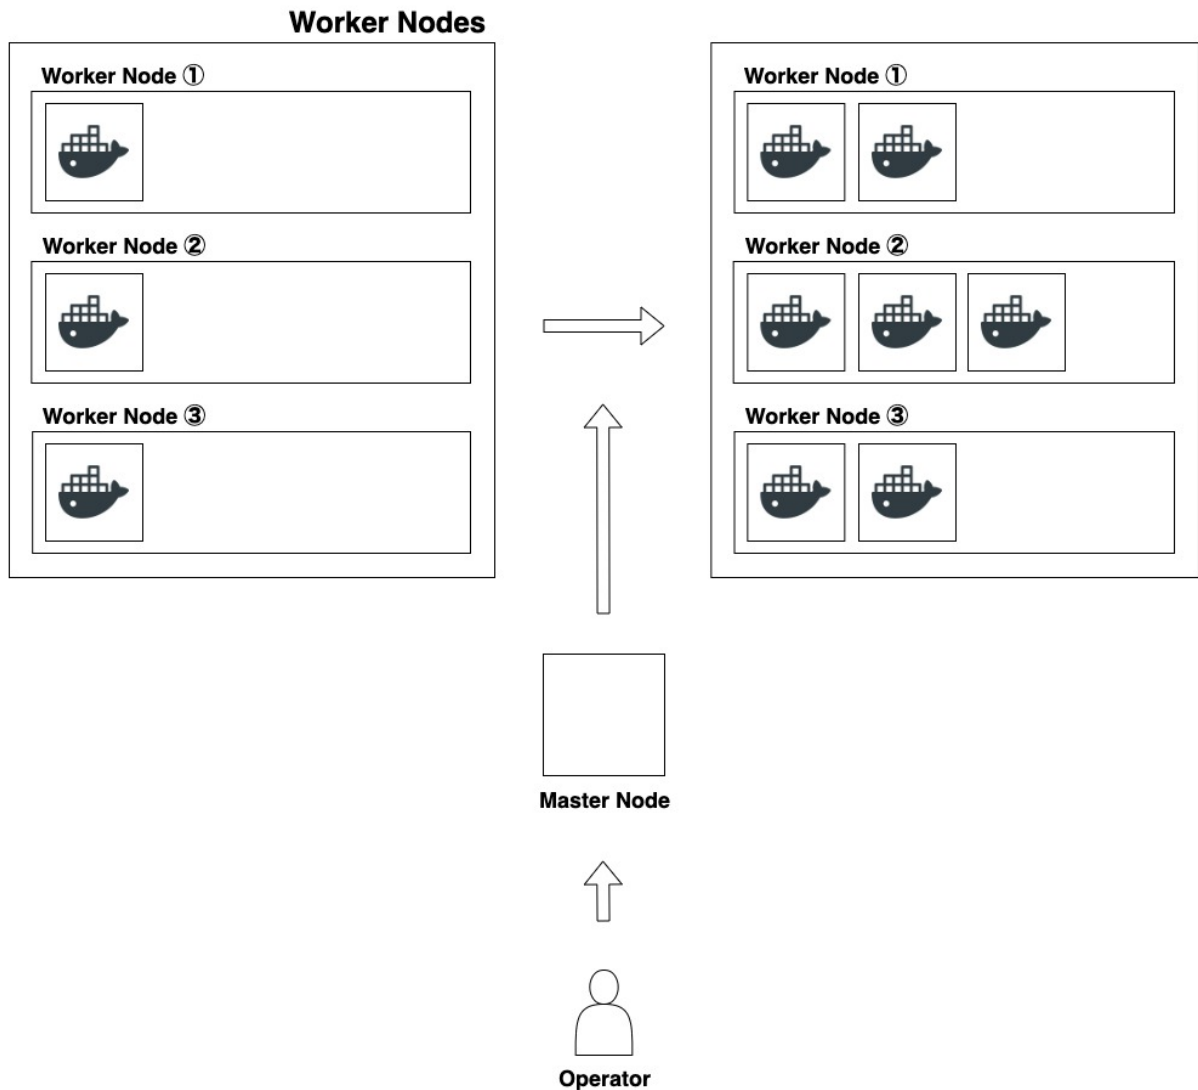 Worker Nodes
Worker Node ①
Worker Node ②
Worker Node ③
Worker Node ①
Worker Node ②
Worker Node ③
Master Node
Operator